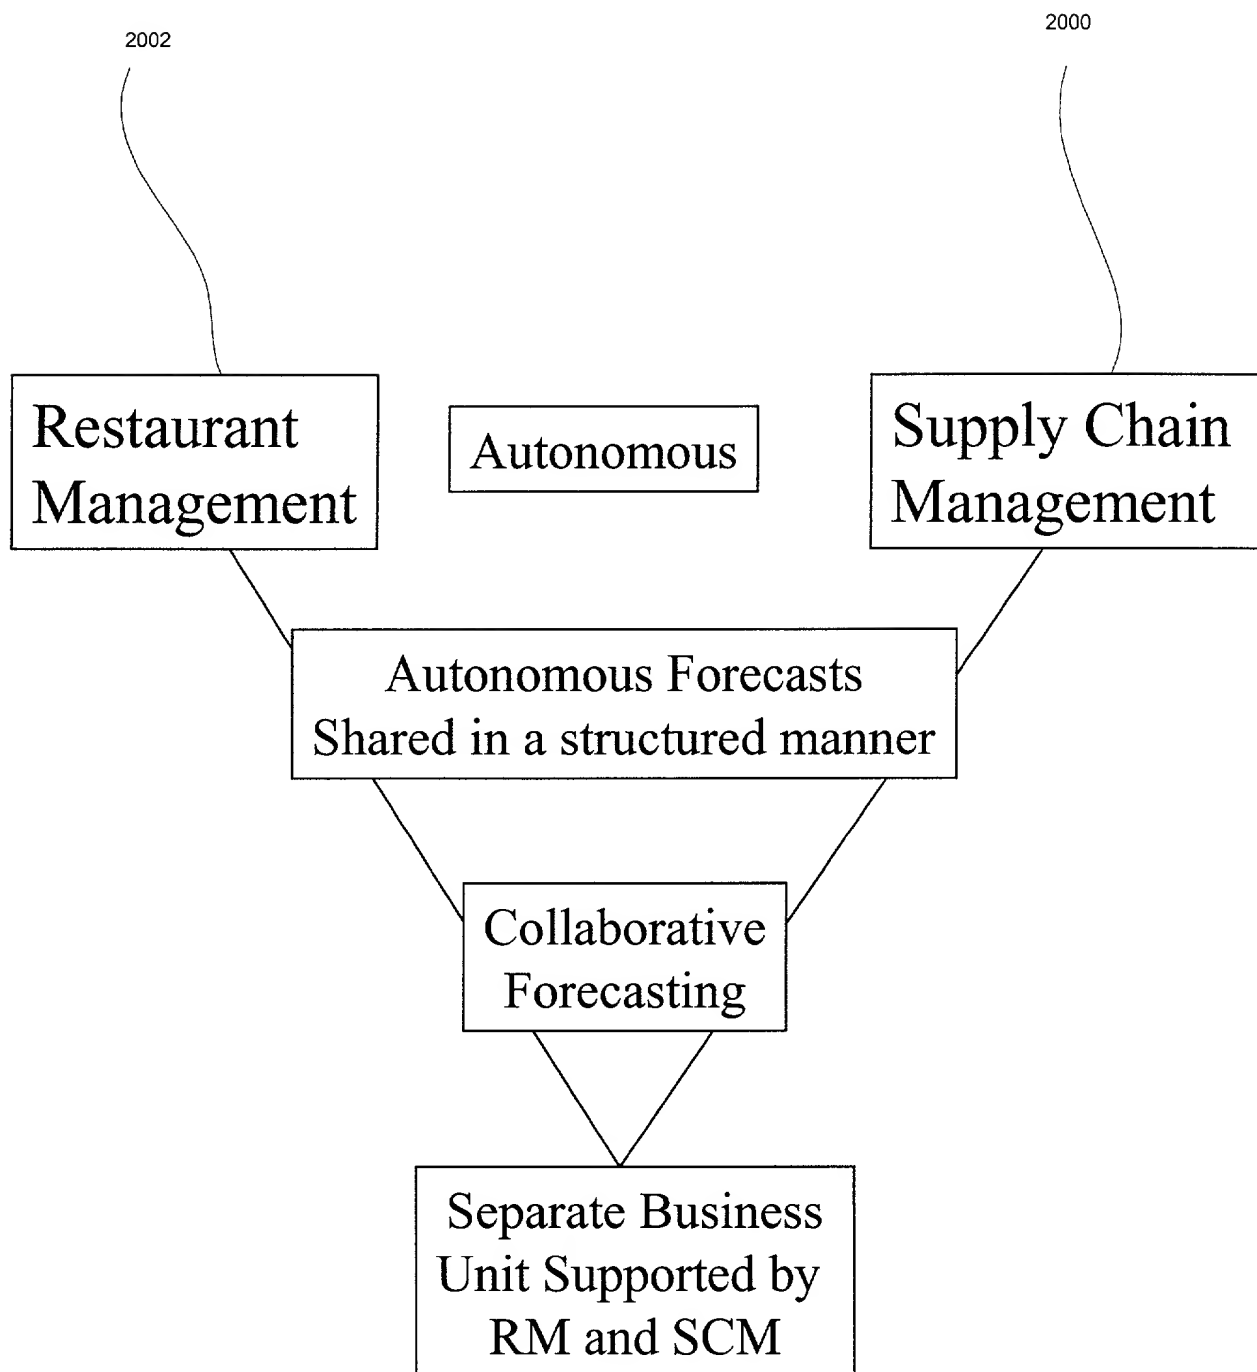 2002
2000
Restaurant
Management
Autonomous
Supply Chain
Management
Autonomous Forecasts
Shared in a structured manner
Collaborative
Forecasting
Separate Business
Unit Supported by
RM and SCM